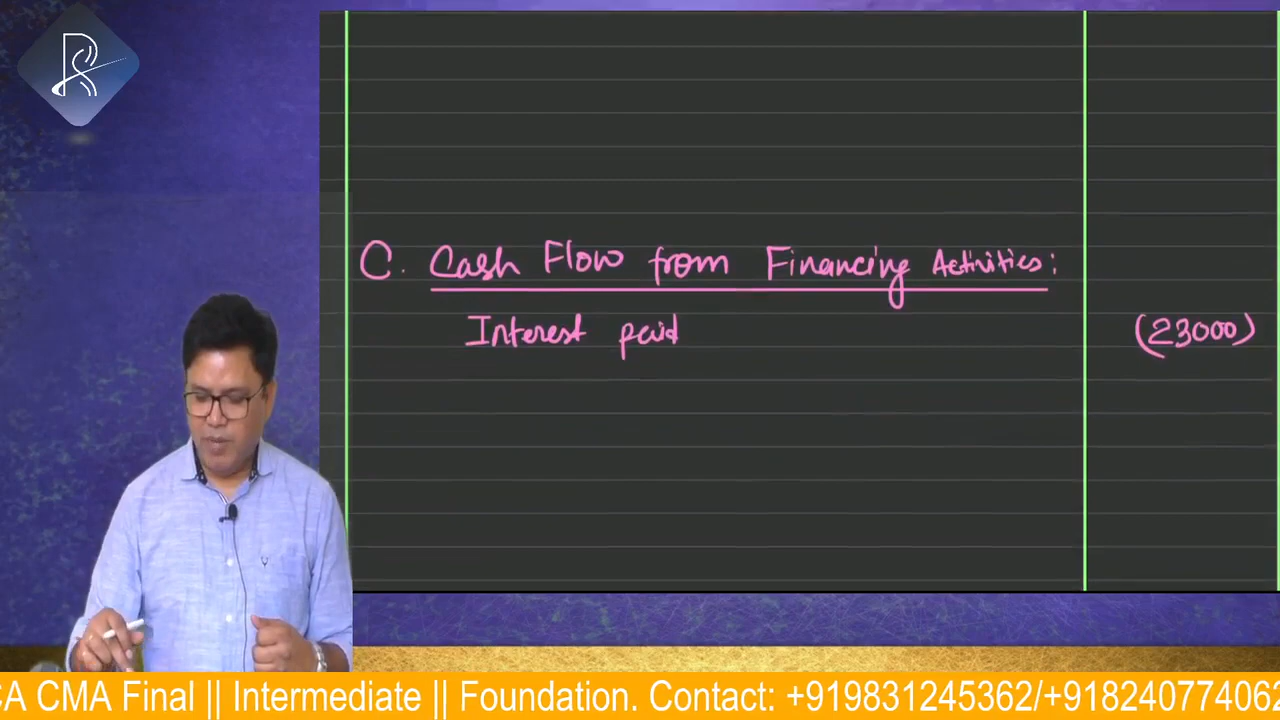 C. Cash Flow from Financing Activities:
Interest paid (23000)
CA CMA Final || Intermediate || Foundation. Contact: +919831245362/+918240774062